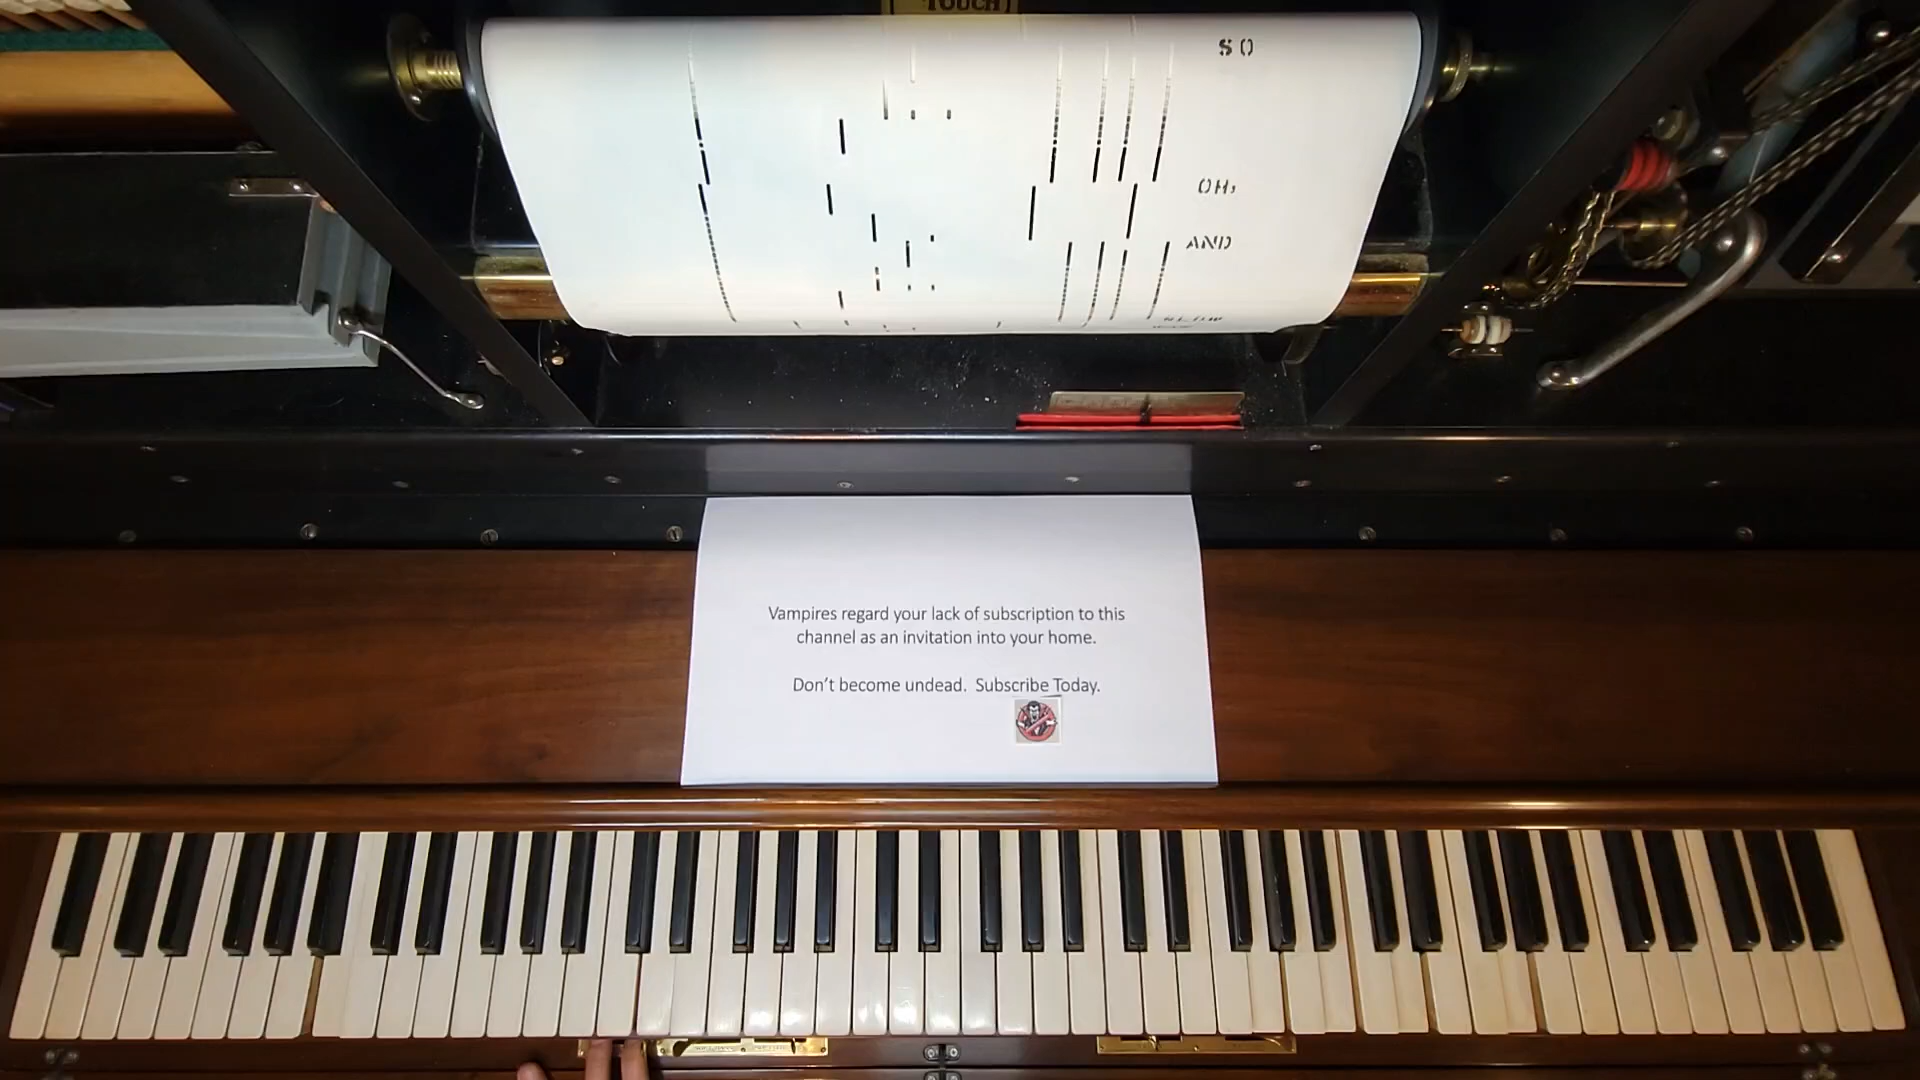 TOUCH
SO
OH,
AND
Vampires regard your lack of subscription to this
channel as an invitation into your home.
Don't become undead.  Subscribe Today.